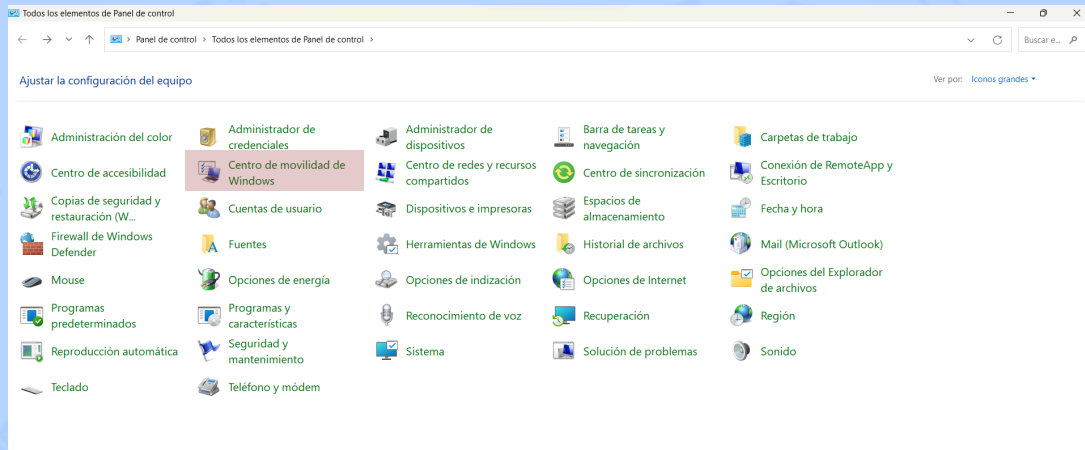 Todos los elementos de Panel de control
Panel de control > Todos los elementos de Panel de control >
Buscar e...
Ajustar la configuración del equipo
Ver por: Iconos grandes
Administración del color
Administrador de
credenciales
Administrador de
dispositivos
Barra de tareas y
navegación
Carpetas de trabajo
Centro de accesibilidad
Centro de movilidad de
Windows
Centro de redes y recursos
compartidos
Centro de sincronización
Conexión de RemoteApp y
Escritorio
Copias de seguridad y
restauración (W...
Cuentas de usuario
Dispositivos e impresoras
Espacios de
almacenamiento
Fecha y hora
Firewall de Windows
Defender
Fuentes
Herramientas de Windows
Historial de archivos
Mail (Microsoft Outlook)
Mouse
Opciones de energía
Opciones de indización
Opciones de Internet
Opciones del Explorador
de archivos
Programas
predeterminados
Programas y
características
Reconocimiento de voz
Recuperación
Región
Reproducción automática
Seguridad y
mantenimiento
Sistema
Solución de problemas
Sonido
Teclado
Teléfono y módem